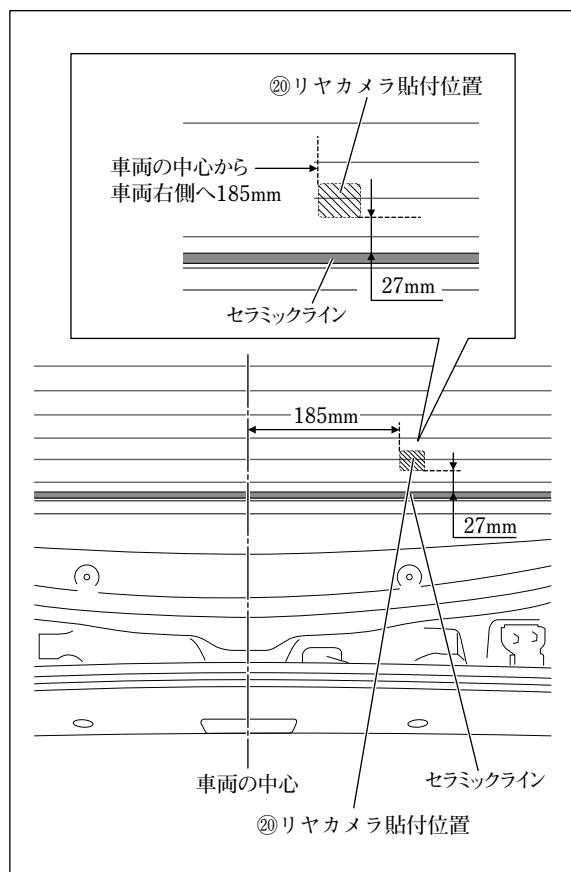 ⑳リヤカメラ貼付位置
車両の中心から
車両右側へ185mm
27mm
セラミックライン
185mm
27mm
車両の中心
セラミックライン
⑳リヤカメラ貼付位置